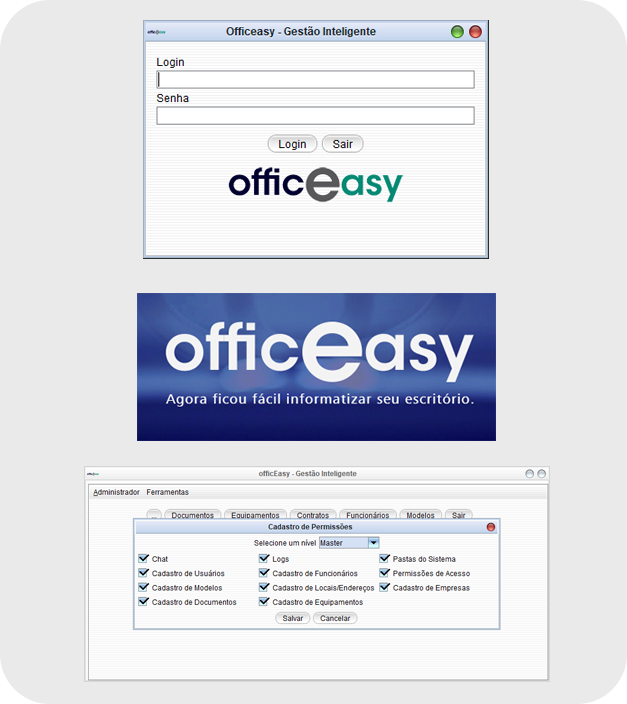 Officeasy - Gestão Inteligente
Login
Senha
Login Sair
officeasy
officeasy
Agora ficou fácil informatizar seu escritório.
officEasy - Gestão Inteligente
Administrador Ferramentas
... Documentos Equipamentos Contratos Funcionários Modelos Sair
Cadastro de Permissões
Selecione um nível Master
Chat Logs Pastas do Sistema
Cadastro de Usuários Cadastro de Funcionários Permissões de Acesso
Cadastro de Modelos Cadastro de Locais/Endereços Cadastro de Empresas
Cadastro de Documentos Cadastro de Equipamentos
Salvar Cancelar